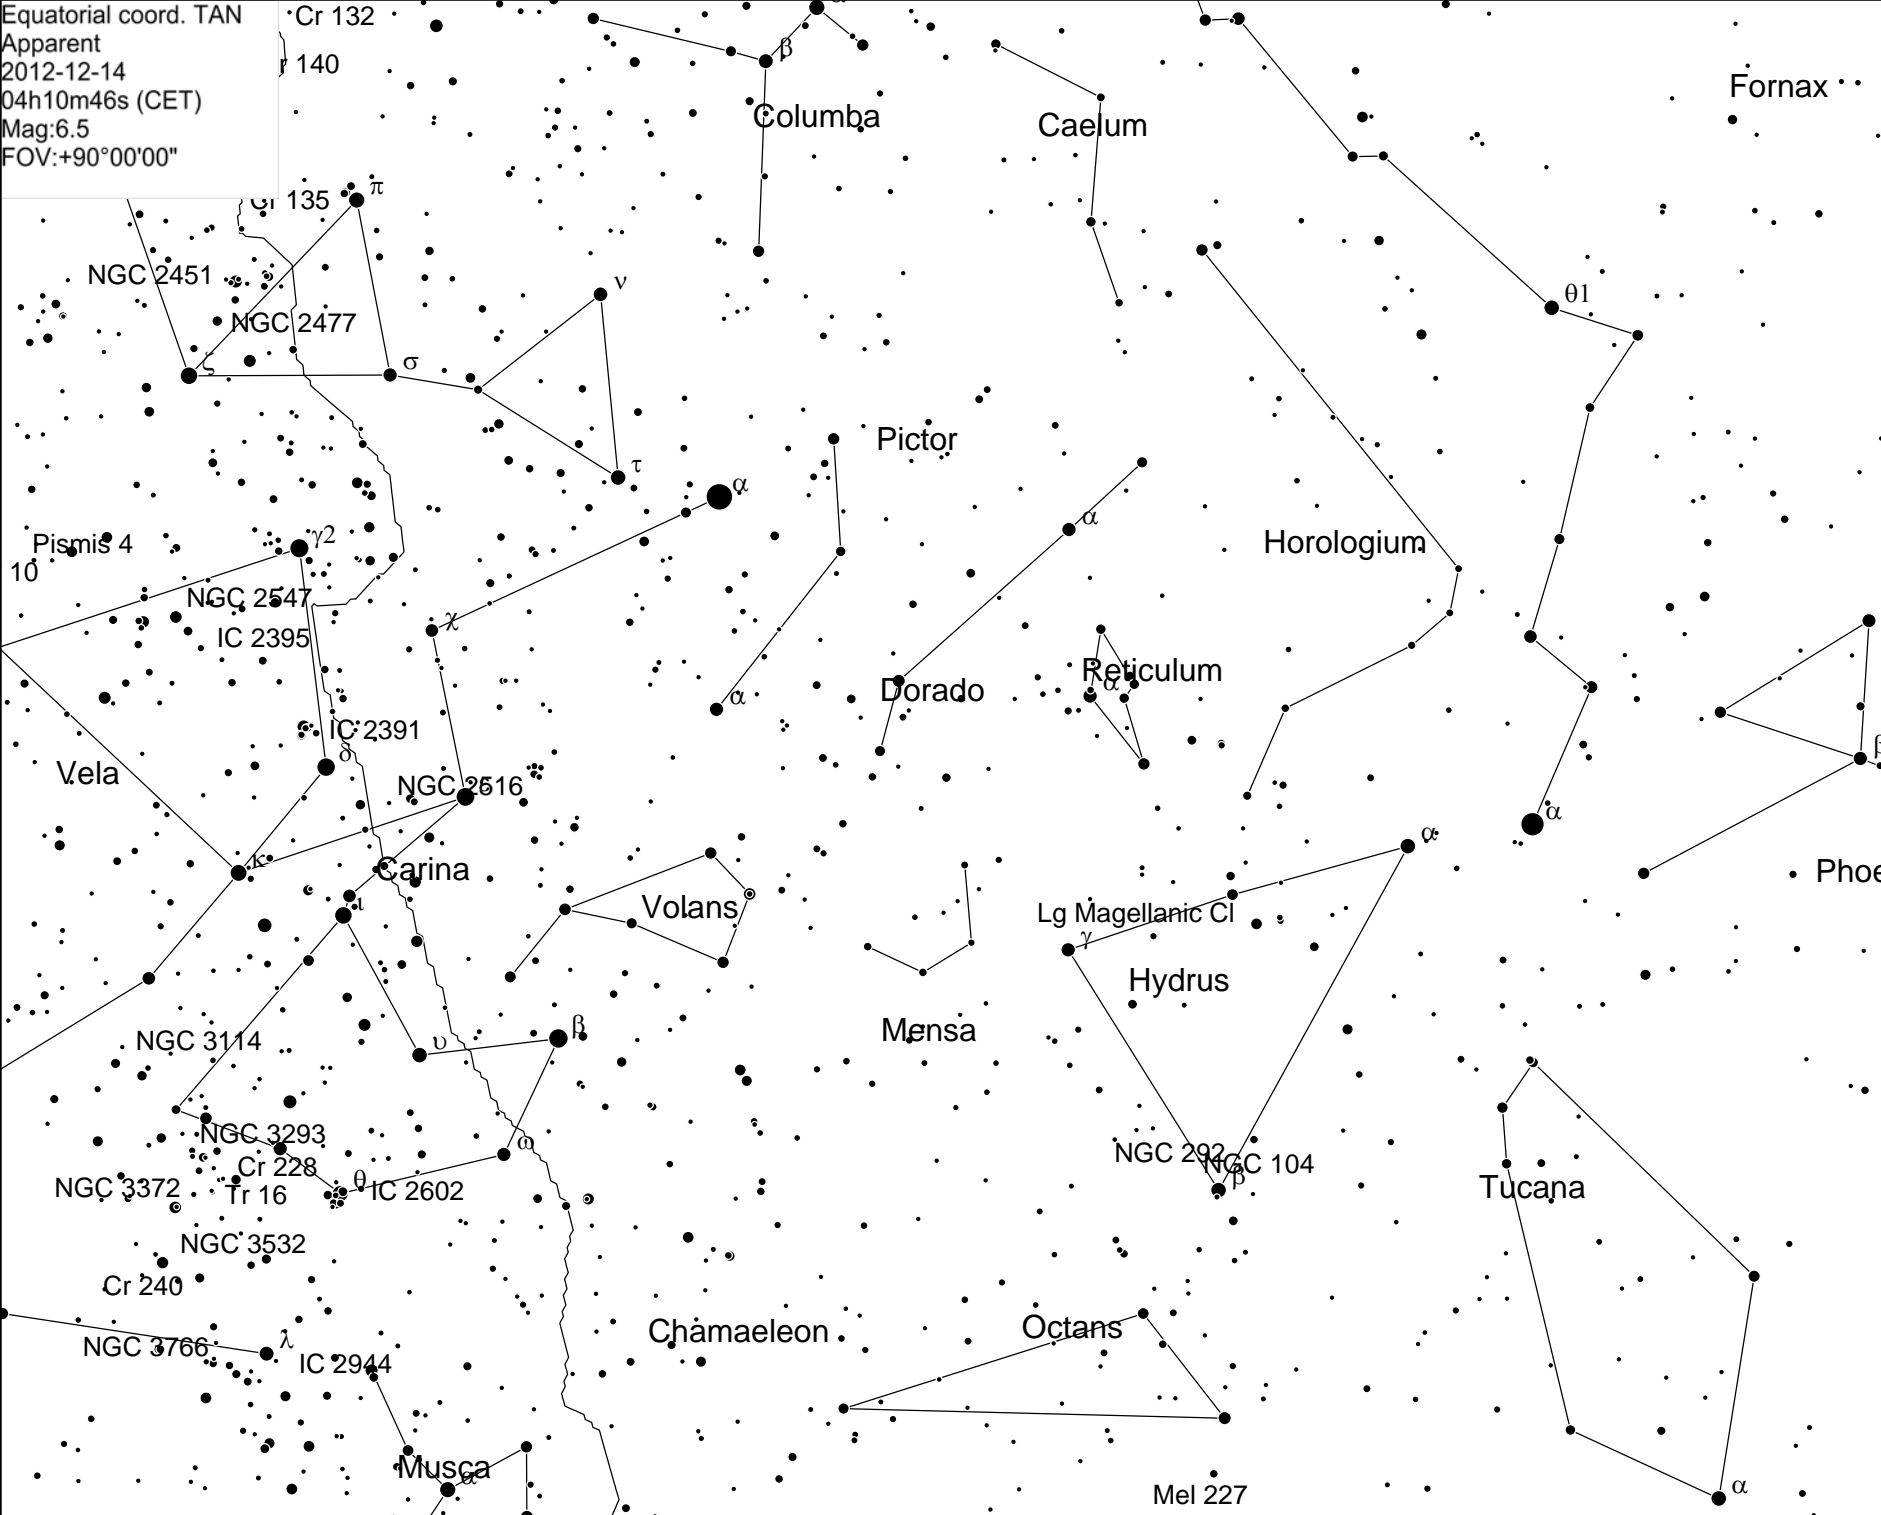 Equatorial coord. TAN
Apparent
2012-12-14
04h10m46s (CET)
Mag:6.5
FOV:+90°00'00"
Cr 132
140
β
Columba
Caelum
Fornax
π
Cr 135
NGC 2451
ν
θ1
NGC 2477
ζ
σ
Pictor
τ
α
α
Horologium
γ2
Pismis 4
10
NGC 2547
χ
IC 2395
Reticulum
α
Dorado
α
IC 2391
δ
β
Vela
NGC 2516
α
α
κ
Carina
Phoe
Volans
ι
Lg Magellanic Cl
γ
Hydrus
Mensa
β
υ
NGC 3114
NGC 3293
ω
NGC 292
NGC 104
β
Cr 228
θ
IC 2602
NGC 3372
Tr 16
Tucana
NGC 3532
Cr 240
Chamaeleon
Octans
λ
NGC 3766
IC 2944
Musca
α
Mel 227
α